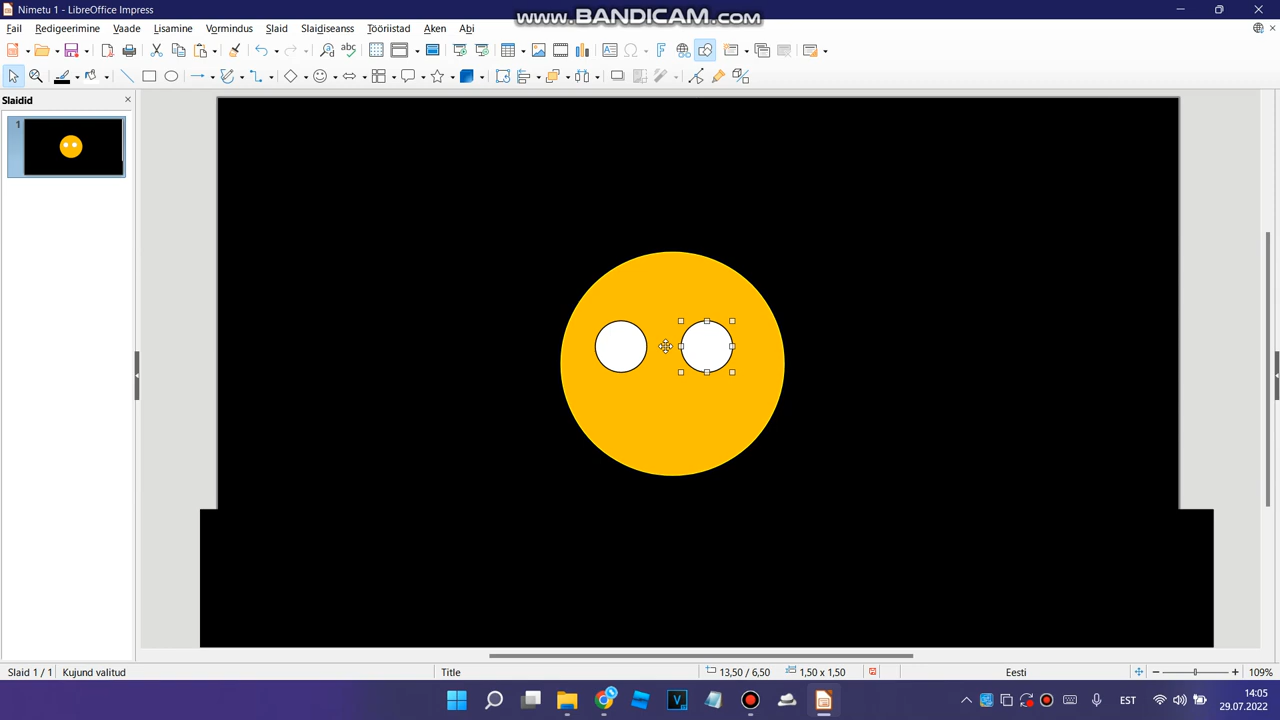 Nimetu 1 - LibreOffice Impress
www.BANDICAM.com
Fail Redigeerimine Vaade Lisamine Vormindus Slaid Slaidiseanss Tööriistad Aken Abi
Slaidid
1
Slaid 1 / 1 Kujund valitud Title 13,50 / 6,50 1,50 x 1,50 Eesti 109%
EST 14:05
29.07.2022